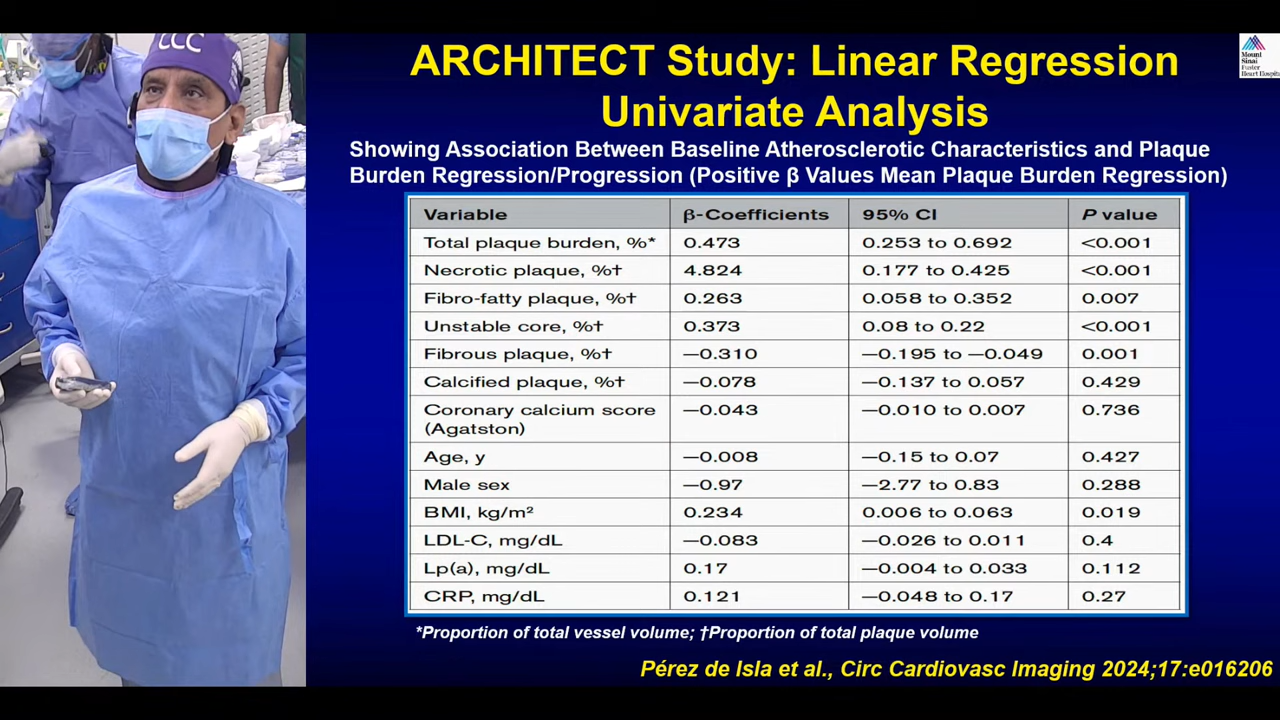 CCC
ARCHITECT Study: Linear Regression
Univariate Analysis
Mount
Sinai
Fuster
Heart Hospital
Showing Association Between Baseline Atherosclerotic Characteristics and Plaque
Burden Regression/Progression (Positive β Values Mean Plaque Burden Regression)
Variable β-Coefficients 95% CI P value
Total plaque burden, %* 0.473 0.253 to 0.692 <0.001
Necrotic plaque, %† 4.824 0.177 to 0.425 <0.001
Fibro-fatty plaque, %† 0.263 0.058 to 0.352 0.007
Unstable core, %† 0.373 0.08 to 0.22 <0.001
Fibrous plaque, %† −0.310 −0.195 to −0.049 0.001
Calcified plaque, %† −0.078 −0.137 to 0.057 0.429
Coronary calcium score −0.043 −0.010 to 0.007 0.736
(Agatston)
Age, y −0.008 −0.15 to 0.07 0.427
Male sex −0.97 −2.77 to 0.83 0.288
BMI, kg/m² 0.234 0.006 to 0.063 0.019
LDL-C, mg/dL −0.083 −0.026 to 0.011 0.4
Lp(a), mg/dL 0.17 −0.004 to 0.033 0.112
CRP, mg/dL 0.121 −0.048 to 0.17 0.27
*Proportion of total vessel volume; †Proportion of total plaque volume
Pérez de Isla et al., Circ Cardiovasc Imaging 2024;17:e016206